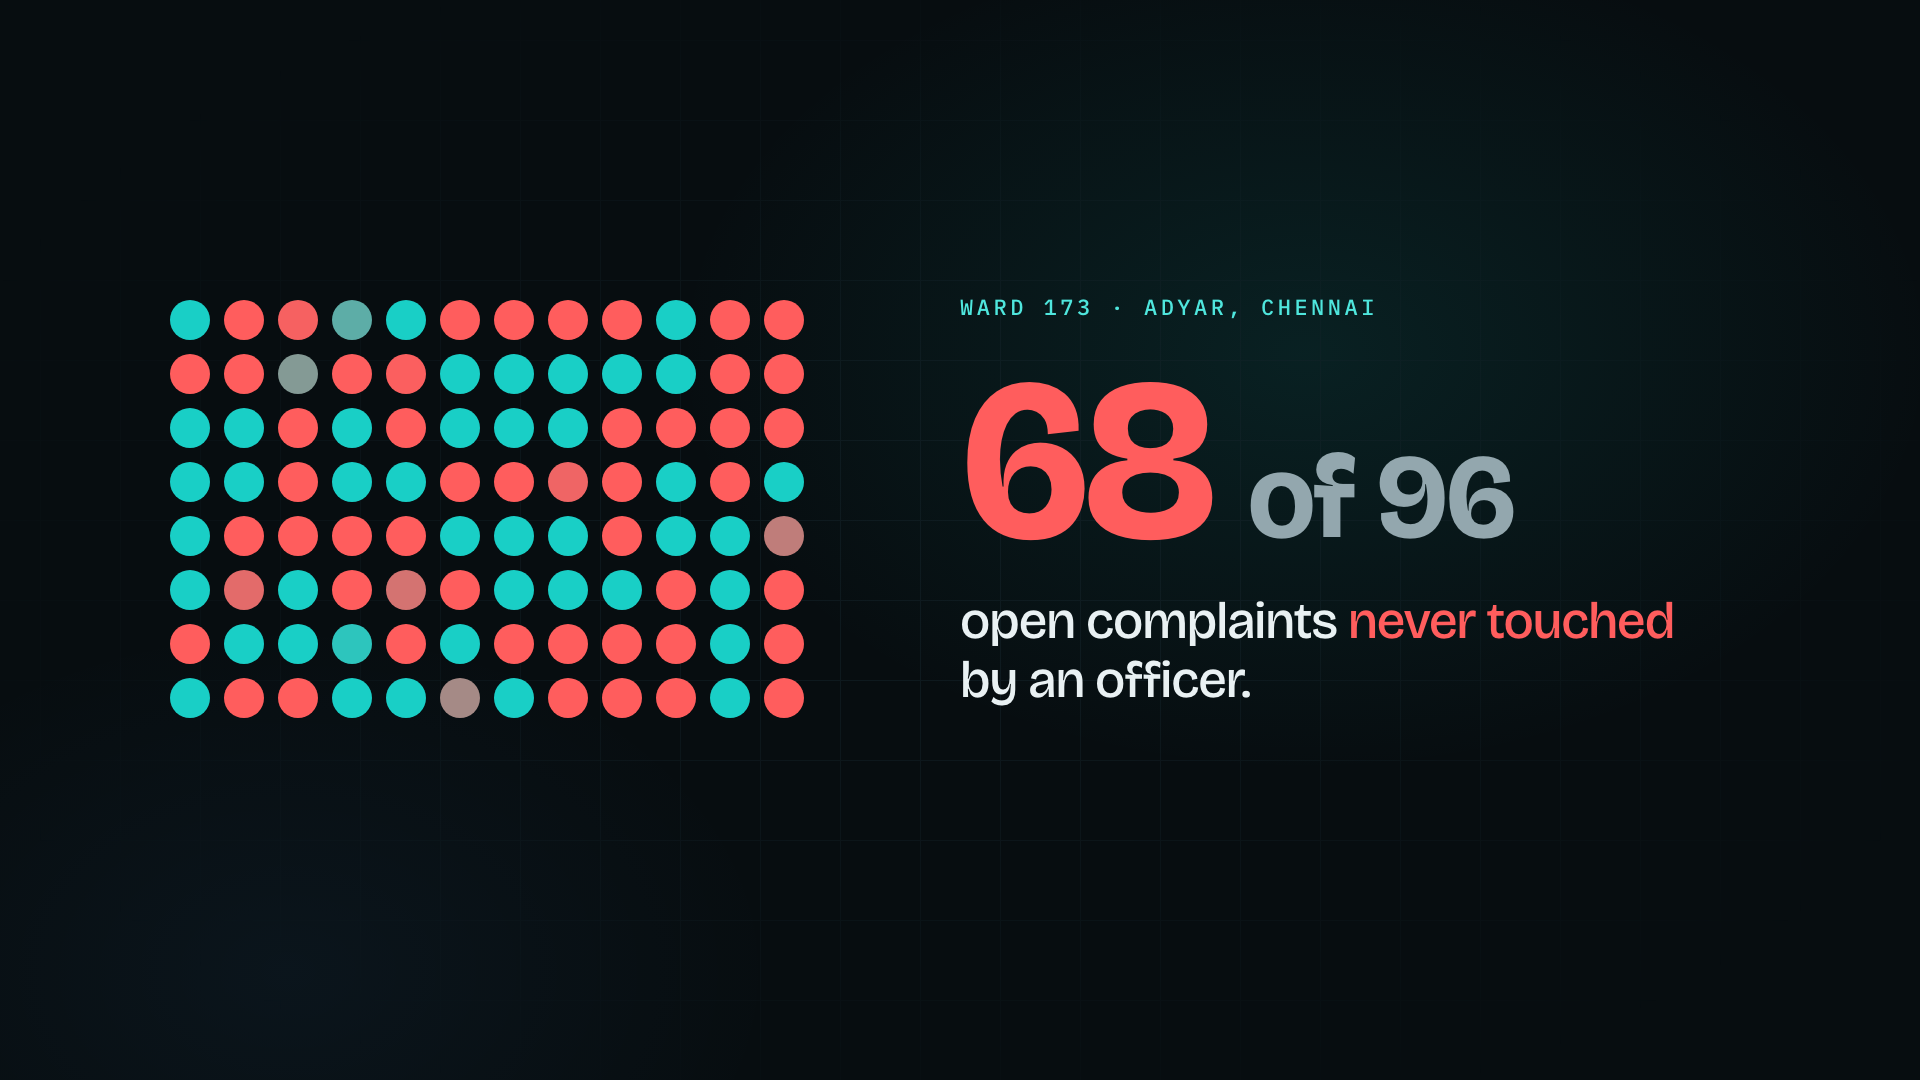 WARD 173 · ADYAR, CHENNAI
68 of 96
open complaints never touched
by an officer.